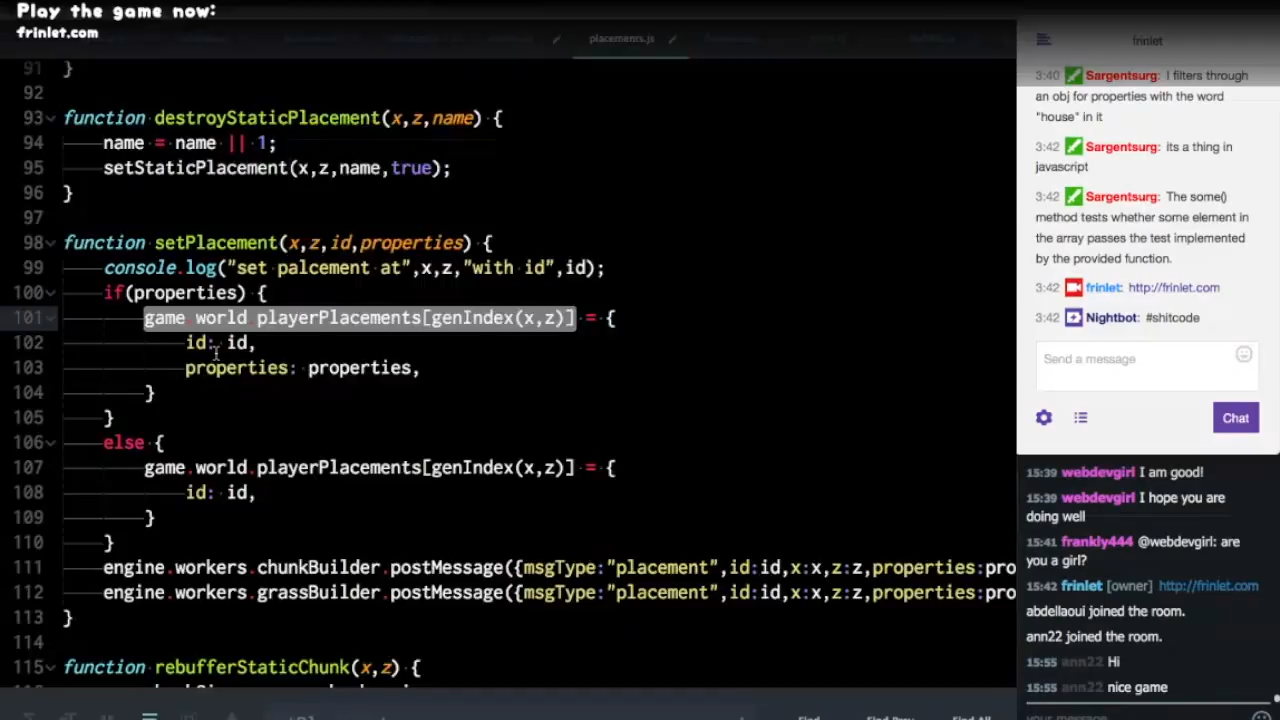 Play the game now:
frinlet.com
placements.js
91 }
92
93 function destroyStaticPlacement(x,z,name) {
94 name = name || 1;
95 setStaticPlacement(x,z,name,true);
96 }
97
98 function setPlacement(x,z,id,properties) {
99 console.log("set palcement at",x,z,"with id",id);
100 if(properties) {
101 game.world.playerPlacements[genIndex(x,z)] = {
102 id: id,
103 properties: properties,
104 }
105 }
106 else {
107 game.world.playerPlacements[genIndex(x,z)] = {
108 id: id,
109 }
110 }
111 engine.workers.chunkBuilder.postMessage({msgType:"placement",id:id,x:x,z:z,properties:pro
112 engine.workers.grassBuilder.postMessage({msgType:"placement",id:id,x:x,z:z,properties:pro
113 }
114
115 function rebufferStaticChunk(x,z) {
Find
Find Prev
Find All
frinlet
3:40 Sargentsurg: I filters through
an obj for properties with the word
"house" in it
3:42 Sargentsurg: its a thing in
javascript
3:42 Sargentsurg: The some()
method tests whether some element in
the array passes the test implemented
by the provided function.
3:42 frinlet: http://frinlet.com
3:42 Nightbot: #shitcode
Send a message
Chat
15:39 webdevgirl I am good!
15:39 webdevgirl I hope you are
doing well
15:41 frankly444 @webdevgirl: are
you a girl?
15:42 frinlet [owner] http://frinlet.com
abdellaoui joined the room.
ann22 joined the room.
15:55 ann22 Hi
15:55 ann22 nice game
your message